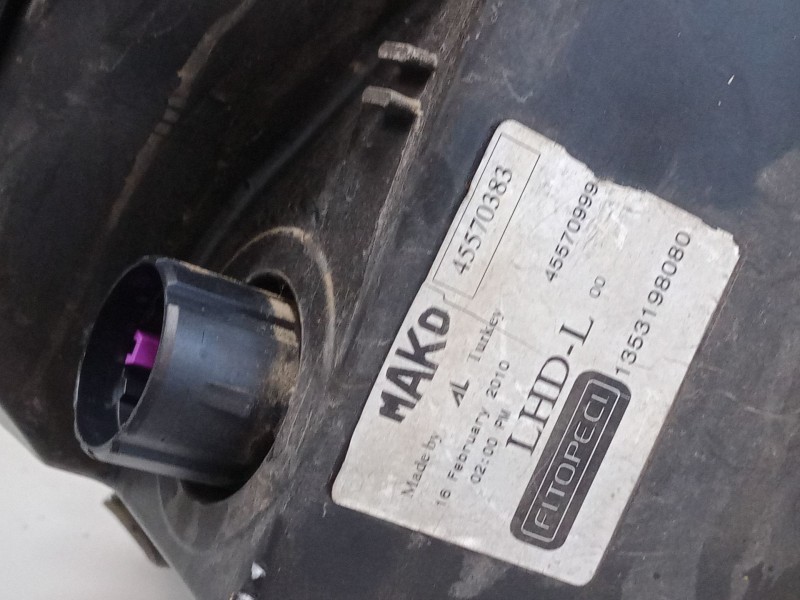 MAKO
45570383
Made by AL Turkey
45570999
16 February 2010
02:00 PM
LHD-L 00
FITOPECI
1353198080